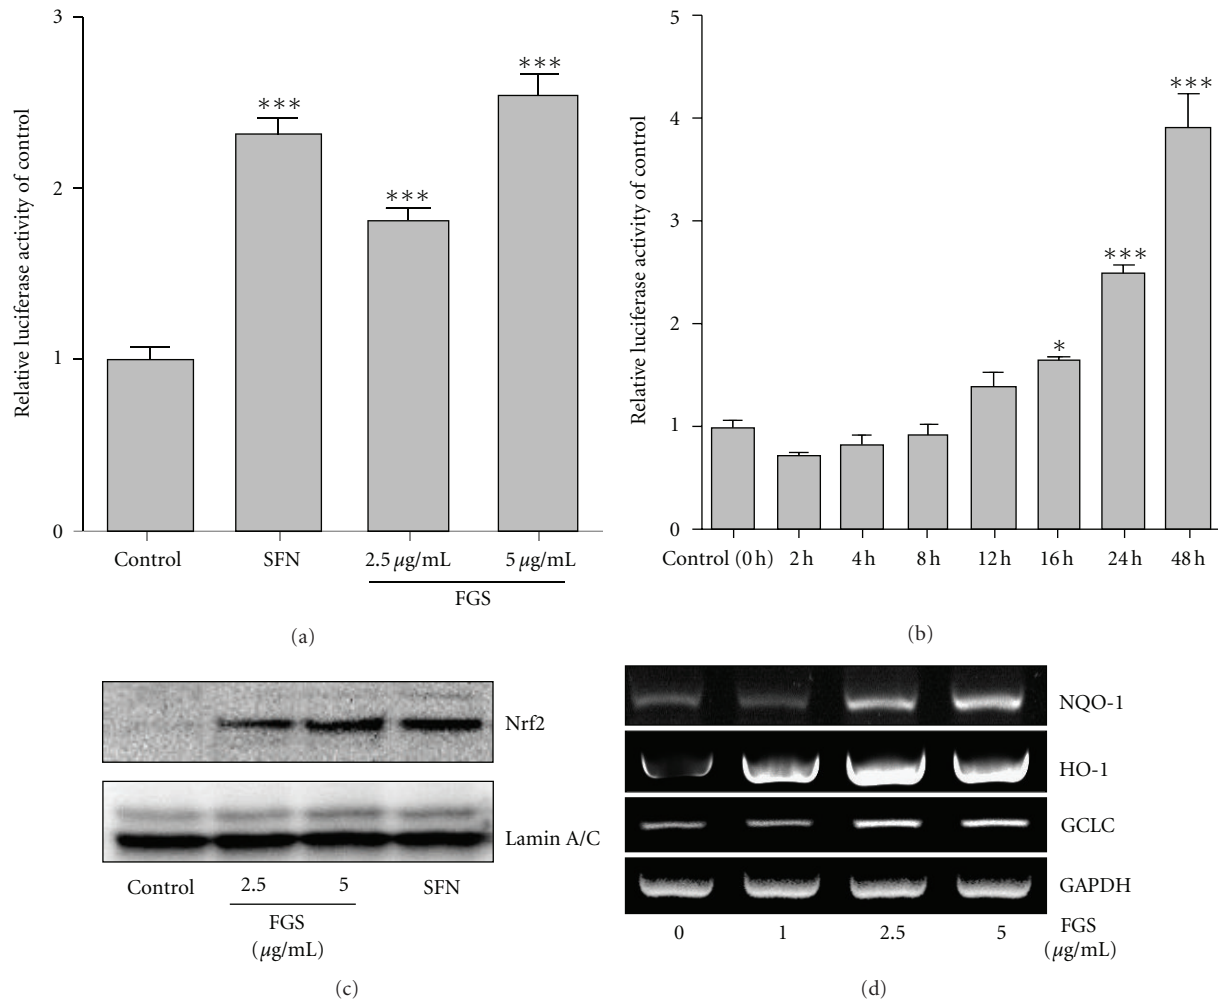 3
2
1
0
Relative luciferase activity of control
***
***
***
Control
SFN
2.5 µg/mL
5 µg/mL
FGS
(a)
5
4
3
2
1
0
Relative luciferase activity of control
*
***
***
Control (0 h)
2 h
4 h
8 h
12 h
16 h
24 h
48 h
(b)
Nrf2
Lamin A/C
Control
2.5
5
SFN
FGS
(µg/mL)
(c)
NQO-1
HO-1
GCLC
GAPDH
0
1
2.5
5
FGS
(µg/mL)
(d)